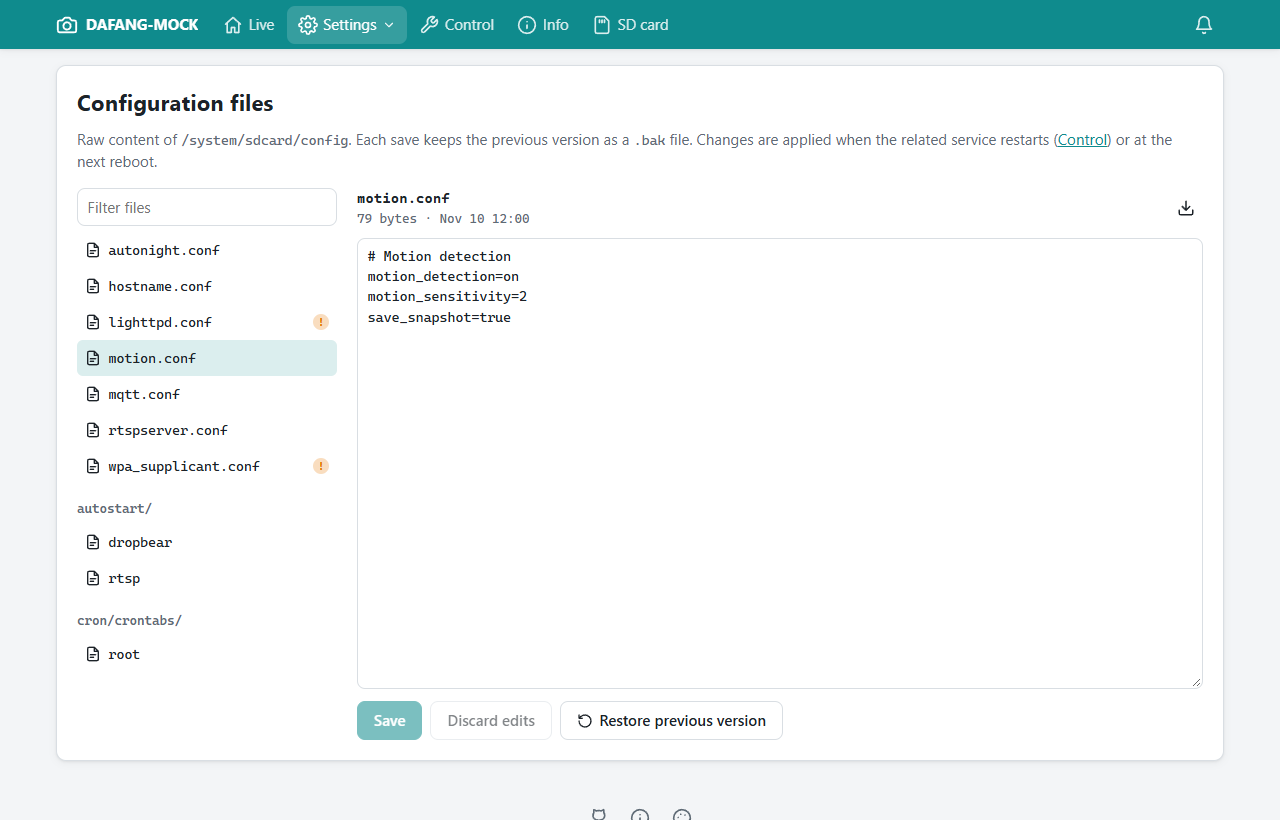 DAFANG-MOCK Live Settings Control Info SD card
Configuration files
Raw content of /system/sdcard/config. Each save keeps the previous version as a .bak file. Changes are applied when the related service restarts (Control) or at the
next reboot.
Filter files
autonight.conf
hostname.conf
lighttpd.conf !
motion.conf
mqtt.conf
rtspserver.conf
wpa_supplicant.conf !
autostart/
dropbear
rtsp
cron/crontabs/
root
motion.conf
79 bytes · Nov 10 12:00
# Motion detection
motion_detection=on
motion_sensitivity=2
save_snapshot=true
Save Discard edits Restore previous version